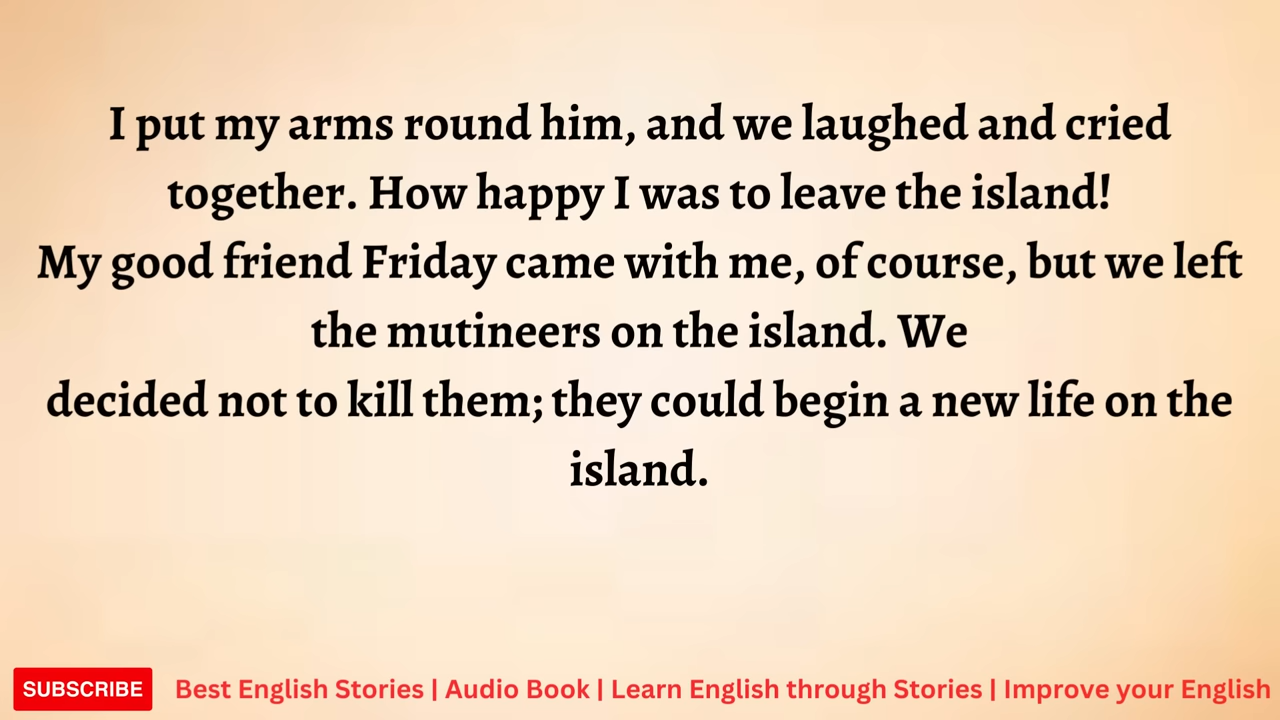 I put my arms round him, and we laughed and cried
together. How happy I was to leave the island!
My good friend Friday came with me, of course, but we left
the mutineers on the island. We
decided not to kill them; they could begin a new life on the
island.
SUBSCRIBE
Best English Stories | Audio Book | Learn English through Stories | Improve your English